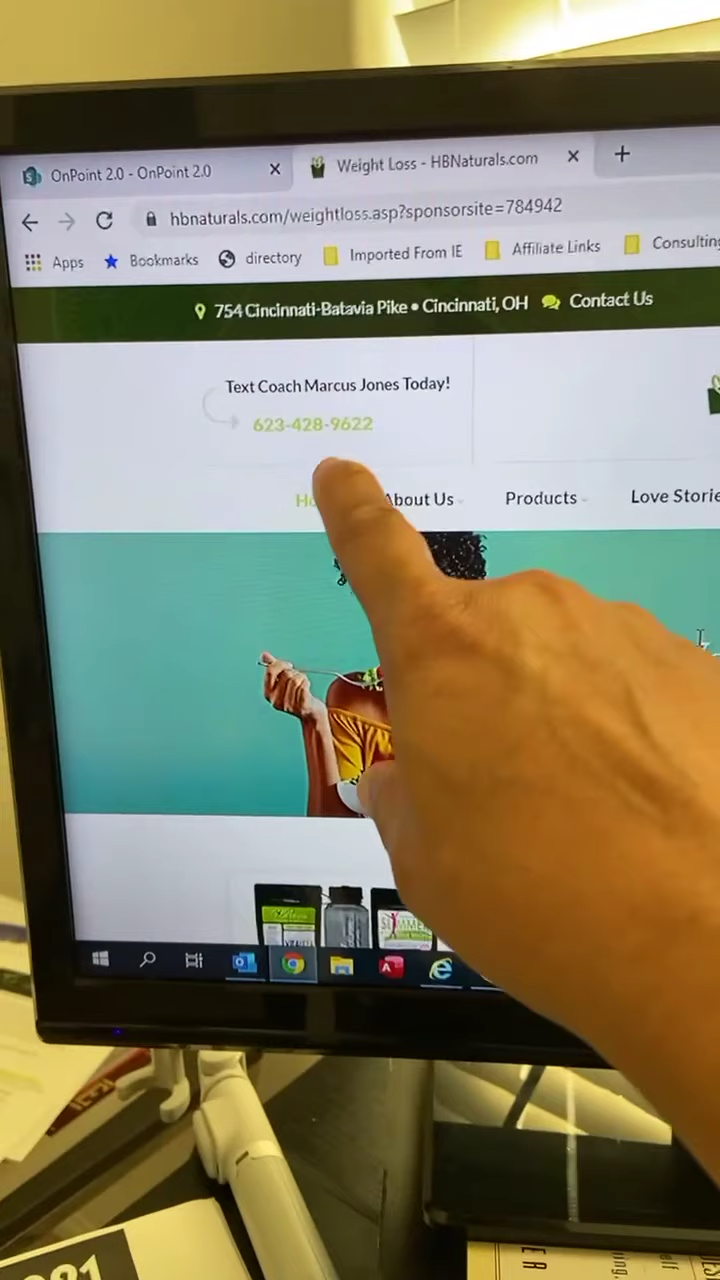 OnPoint 2.0 - OnPoint 2.0
Weight Loss - HBNaturals.com
hbnaturals.com/weightloss.asp?sponsorsite=784942
Apps
Bookmarks
directory
Imported From IE
Affiliate Links
Consulting
754 Cincinnati-Batavia Pike • Cincinnati, OH
Contact Us
Text Coach Marcus Jones Today!
623-428-9622
About Us
Products
Love Storie